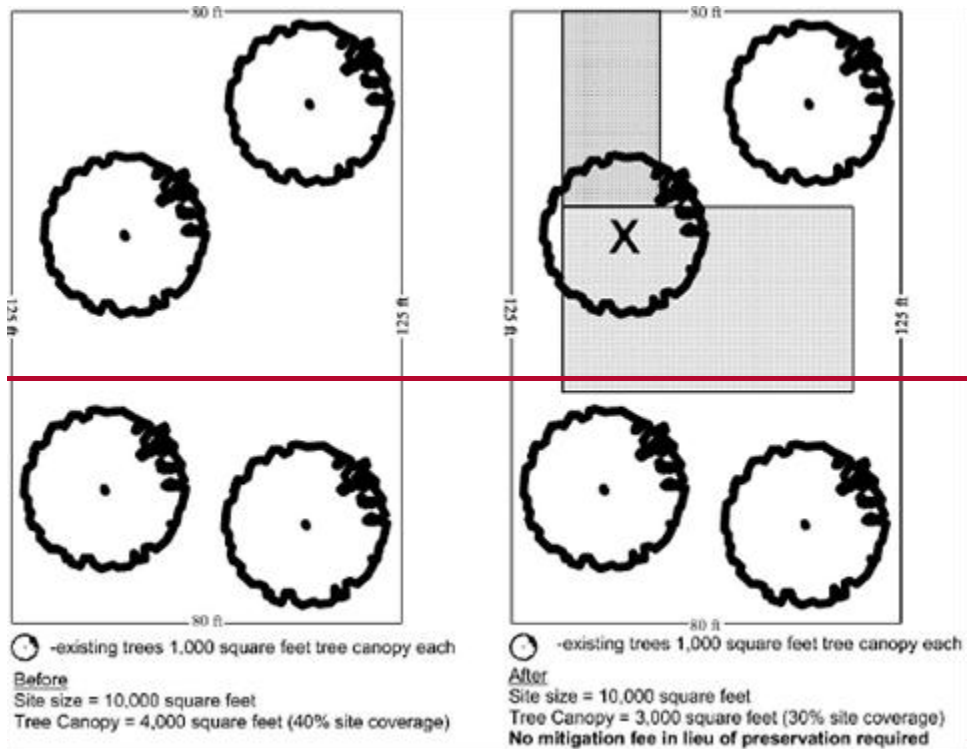 80 ft
125 ft
125 ft
80 ft
-existing trees 1,000 square feet tree canopy each
Before
Site size = 10,000 square feet
Tree Canopy = 4,000 square feet (40% site coverage)
80 ft
X
125 ft
125 ft
80 ft
-existing trees 1,000 square feet tree canopy each
After
Site size = 10,000 square feet
Tree Canopy = 3,000 square feet (30% site coverage)
No mitigation fee in lieu of preservation required